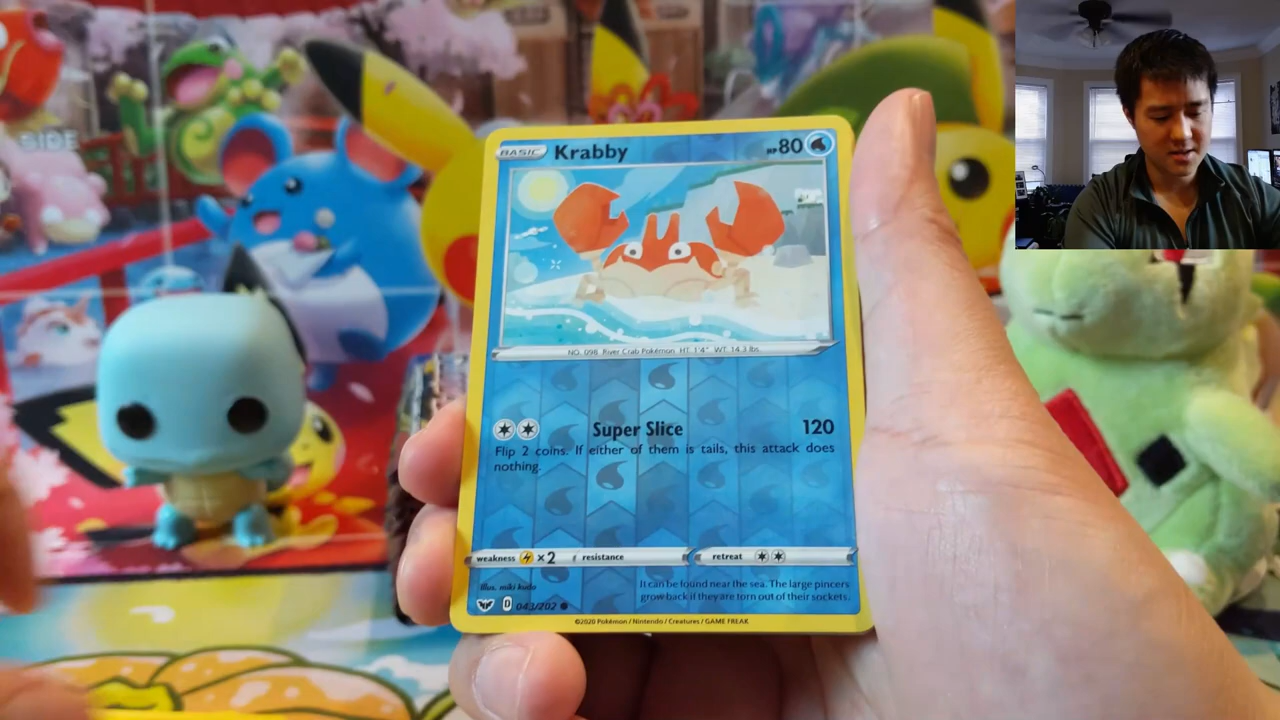 SIDE
BASIC Krabby HP80
NO. 098 River Crab Pokémon HT: 1'4" WT: 14.3 lbs
Super Slice 120
Flip 2 coins. If either of them is tails, this attack does
nothing.
weakness ×2 resistance retreat
Illus. miki kudo
It can be found near the sea. The large pincers
grow back if they are torn out of their sockets.
D 043/202
©2020 Pokémon / Nintendo / Creatures / GAME FREAK